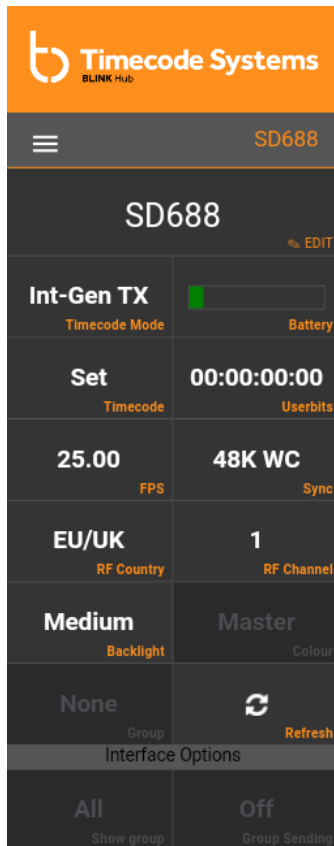 Timecode Systems
BLINK Hub
SD688
SD688
EDIT
Int-Gen TX
Timecode Mode
Battery
Set
Timecode
00:00:00:00
Userbits
25.00
FPS
48K WC
Sync
EU/UK
RF Country
1
RF Channel
Medium
Backlight
Master
Colour
None
Group
Refresh
Interface Options
All
Show group
Off
Group Sending